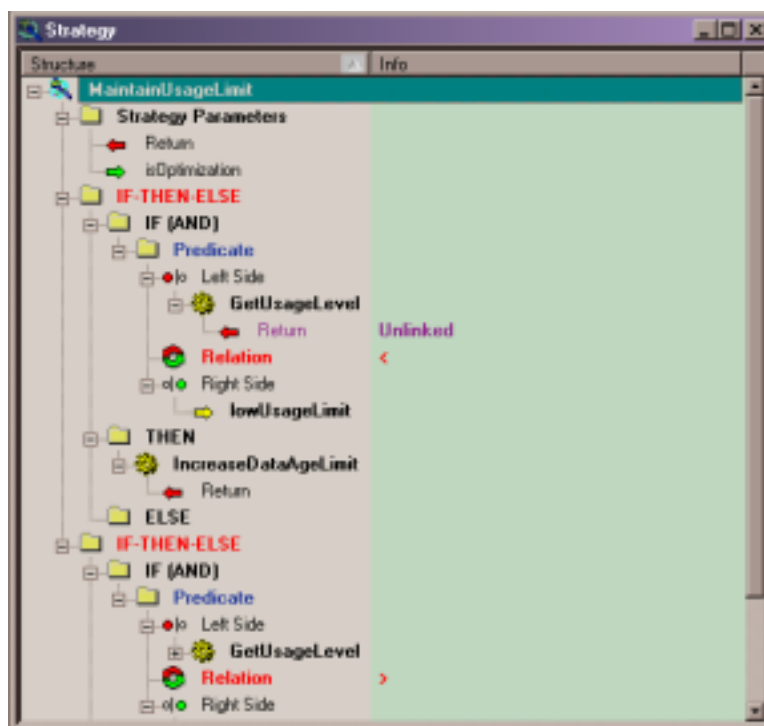 Strategy
Structure Info
MaintainUsageLimit
Strategy Parameters
Return
isOptimization
IF-THEN-ELSE
IF (AND)
Predicate
Left Side
GetUsageLevel
Return Unlinked
Relation <
Right Side
lowUsageLimit
THEN
IncreaseDataAgeLimit
Return
ELSE
IF-THEN-ELSE
IF (AND)
Predicate
Left Side
GetUsageLevel
Relation >
Right Side